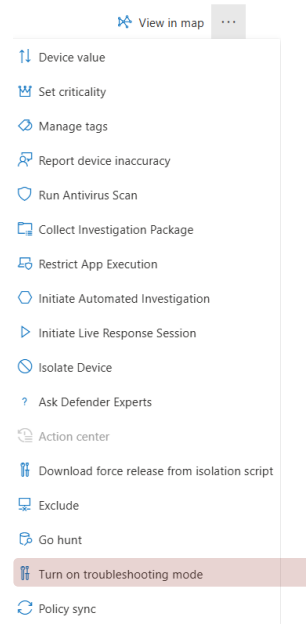 View in map ...
Device value
Set criticality
Manage tags
Report device inaccuracy
Run Antivirus Scan
Collect Investigation Package
Restrict App Execution
Initiate Automated Investigation
Initiate Live Response Session
Isolate Device
? Ask Defender Experts
Action center
Download force release from isolation script
Exclude
Go hunt
Turn on troubleshooting mode
Policy sync